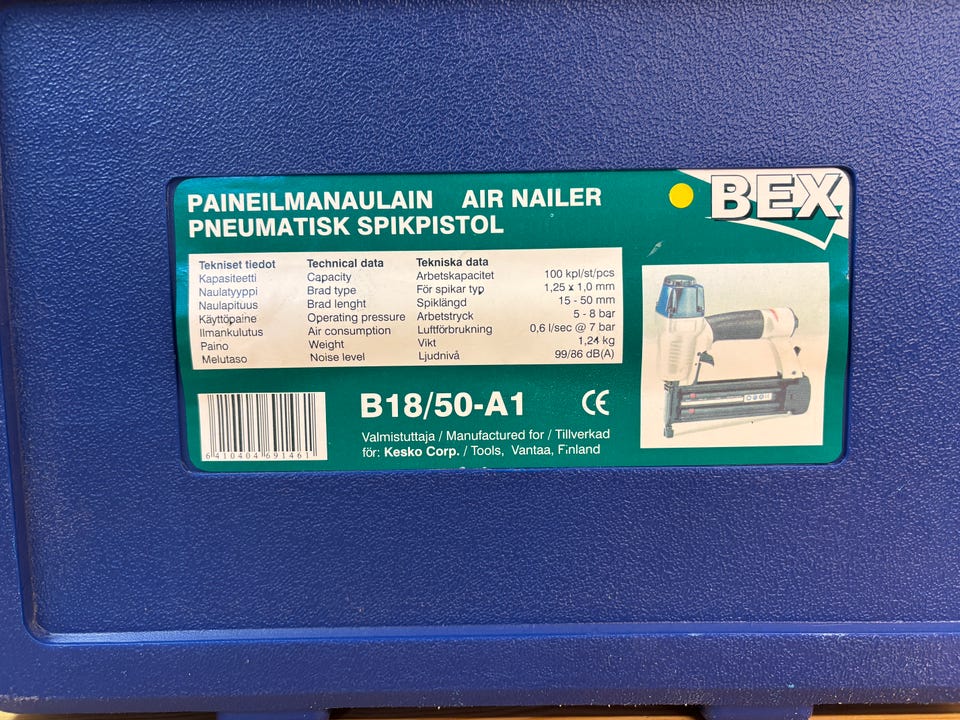 PAINEILMANAULAIN AIR NAILER
PNEUMATISK SPIKPISTOL
BEX
Tekniset tiedot Technical data Tekniska data
Kapasiteetti Capacity Arbetskapacitet 100 kpl/st/pcs
Naulatyyppi Brad type För spikar typ 1,25 x 1,0 mm
Naulapituus Brad lenght Spiklängd 15 - 50 mm
Käyttöpaine Operating pressure Arbetstryck 5 - 8 bar
Ilmankulutus Air consumption Luftförbrukning 0,6 l/sec @ 7 bar
Paino Weight Vikt 1,24 kg
Melutaso Noise level Ljudnivå 99/86 dB(A)
B18/50-A1 CE
6410404691461
Valmistuttaja / Manufactured for / Tillverkad
för: Kesko Corp. / Tools, Vantaa, Finland